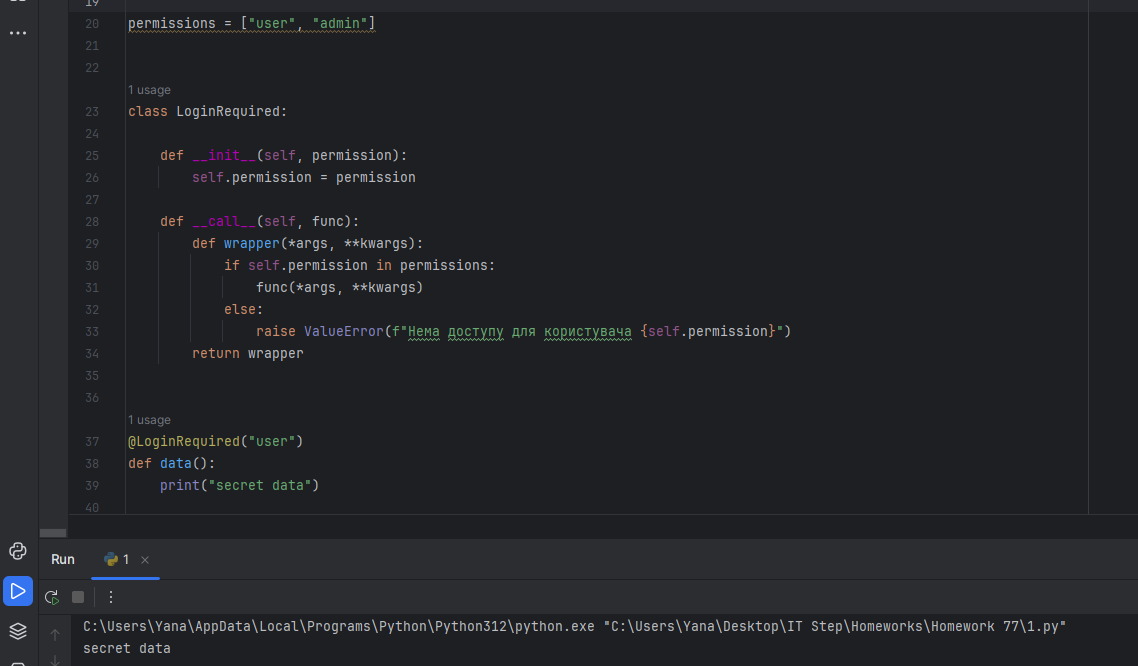 19
20 permissions = ["user", "admin"]
21
22
1 usage
23 class LoginRequired:
24
25     def __init__(self, permission):
26         self.permission = permission
27
28     def __call__(self, func):
29         def wrapper(*args, **kwargs):
30             if self.permission in permissions:
31                 func(*args, **kwargs)
32             else:
33                 raise ValueError(f"Нема доступу для користувача {self.permission}")
34         return wrapper
35
36
1 usage
37 @LoginRequired("user")
38 def data():
39     print("secret data")
40
Run 1
C:\Users\Yana\AppData\Local\Programs\Python\Python312\python.exe "C:\Users\Yana\Desktop\IT Step\Homeworks\Homework 77\1.py"
secret data